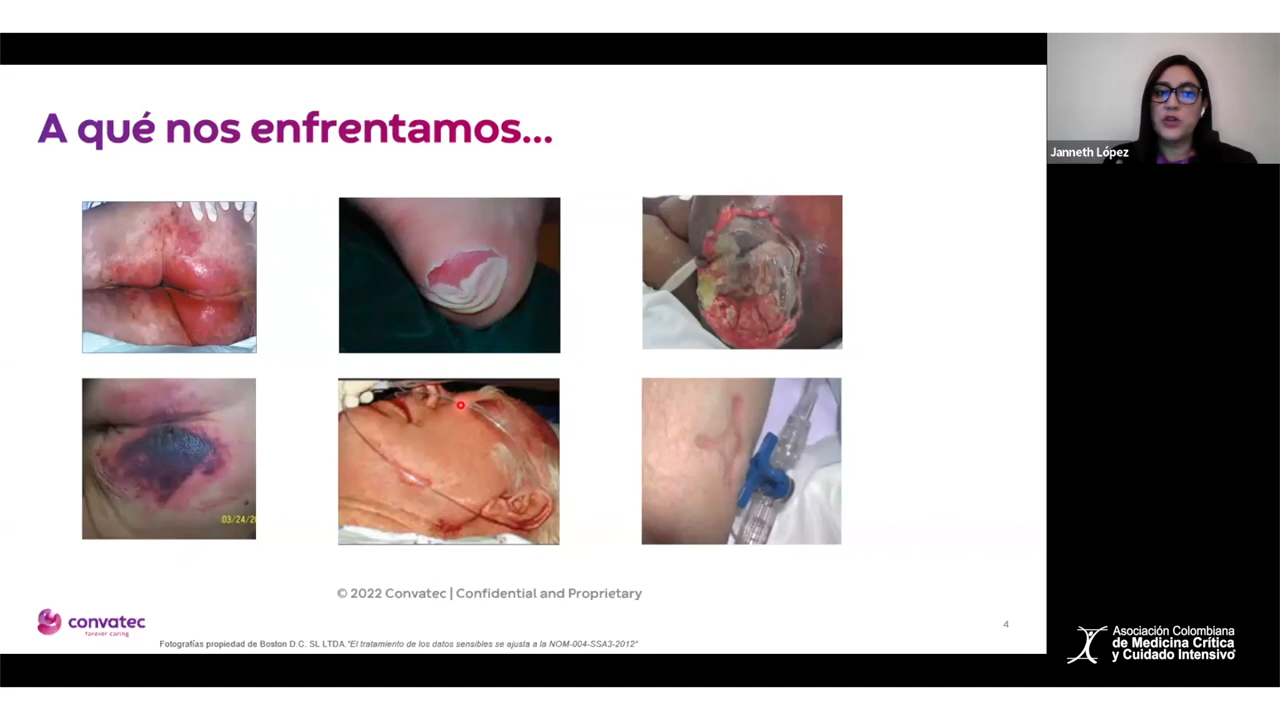 A qué nos enfrentamos...
Janneth López
03/24/20
© 2022 Convatec | Confidential and Proprietary
convatec
forever caring
4
Fotografías propiedad de Boston D.C. SL LTDA."El tratamiento de los datos sensibles se ajusta a la NOM-004-SSA3-2012"
Asociación Colombiana
de Medicina Crítica
y Cuidado Intensivo